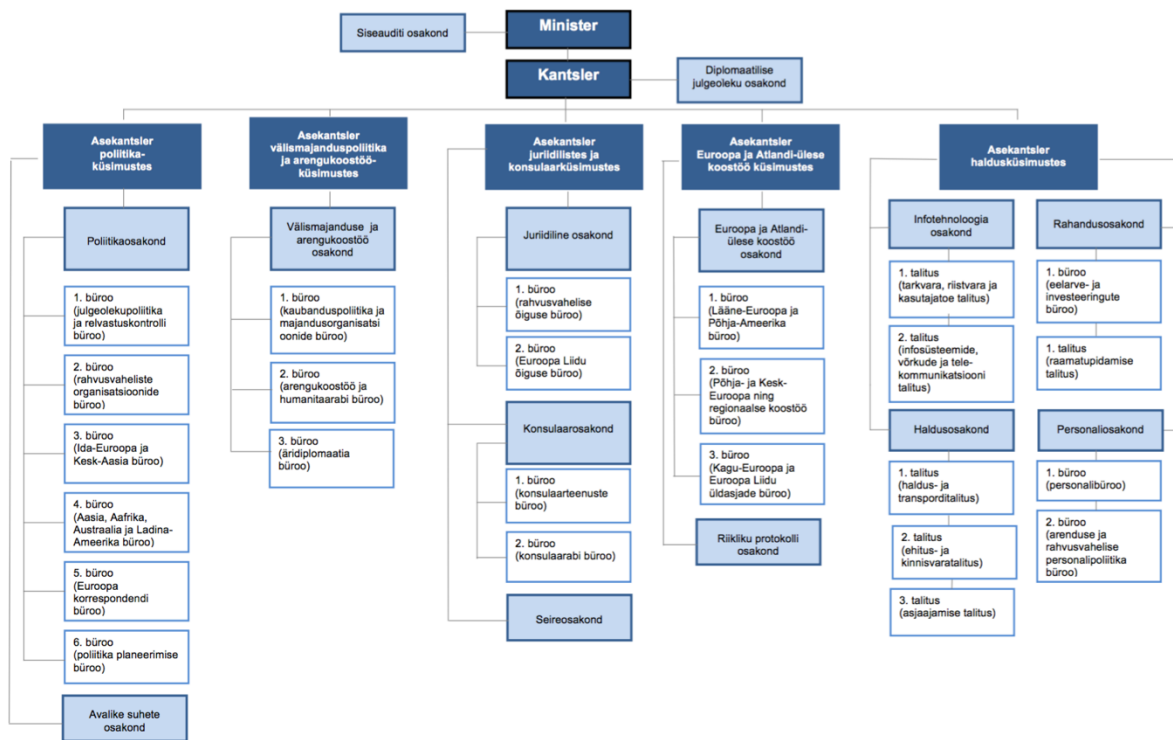 Siseauditi osakond
Minister
Kantsler
Diplomaatilise
julgeoleku osakond
Asekantsler
poliitika-
küsimustes
Poliitikaosakond
1. büroo
(julgeolekupoliitika
ja relvastuskontrolli
büroo)
2. büroo
(rahvusvaheliste
organisatsioonide
büroo)
3. büroo
(Ida-Euroopa ja
Kesk-Aasia büroo)
4. büroo
(Aasia, Aafrika,
Austraalia ja Ladina-
Ameerika büroo)
5. büroo
(Euroopa
korrespondendi
büroo)
6. büroo
(poliitika planeerimise
büroo)
Avalike suhete
osakond
Asekantsler
välismajanduspoliitika
ja arengukoostöö-
küsimustes
Välismajanduse ja
arengukoostöö
osakond
1. büroo
(kaubanduspoliitika ja
majandusorganisatsi
oonide büroo)
2. büroo
(arengukoostöö ja
humanitaarabi büroo)
3. büroo
(äridiplomaatia
büroo)
Asekantsler
juriidilistes ja
konsulaarküsimustes
Juriidiline osakond
1. büroo
(rahvusvahelise
õiguse büroo)
2. büroo
(Euroopa Liidu
õiguse büroo)
Konsulaarosakond
1. büroo
(konsulaarteenuste
büroo)
2. büroo
(konsulaarabi büroo)
Seireosakond
Asekantsler
Euroopa ja Atlandi-ülese
koostöö küsimustes
Euroopa ja Atlandi-
ülese koostöö
osakond
1. büroo
(Lääne-Euroopa ja
Põhja-Ameerika
büroo)
2. büroo
(Põhja- ja Kesk-
Euroopa ning
regionaalse koostöö
büroo)
3. büroo
(Kagu-Euroopa ja
Euroopa Liidu
üldasjade büroo)
Riikliku protokolli
osakond
Asekantsler
haldusküsimustes
Infotehnoloogia
osakond
1. talitus
(tarkvara, riistvara ja
kasutajatoe talitus)
2. talitus
(infosüsteemide,
võrkude ja tele-
kommunikatsiooni
talitus)
Haldusosakond
1. talitus
(haldus- ja
transporditalitus)
2. talitus
(ehitus- ja
kinnisvaratalitus)
3. talitus
(asjaajamise talitus)
Rahandusosakond
1. büroo
(eelarve- ja
investeeringute
büroo)
1. talitus
(raamatupidamise
talitus)
Personaliosakond
1. büroo
(personalibüroo)
2. büroo
(arenduse ja
rahvusvahelise
personalipoliitika
büroo)